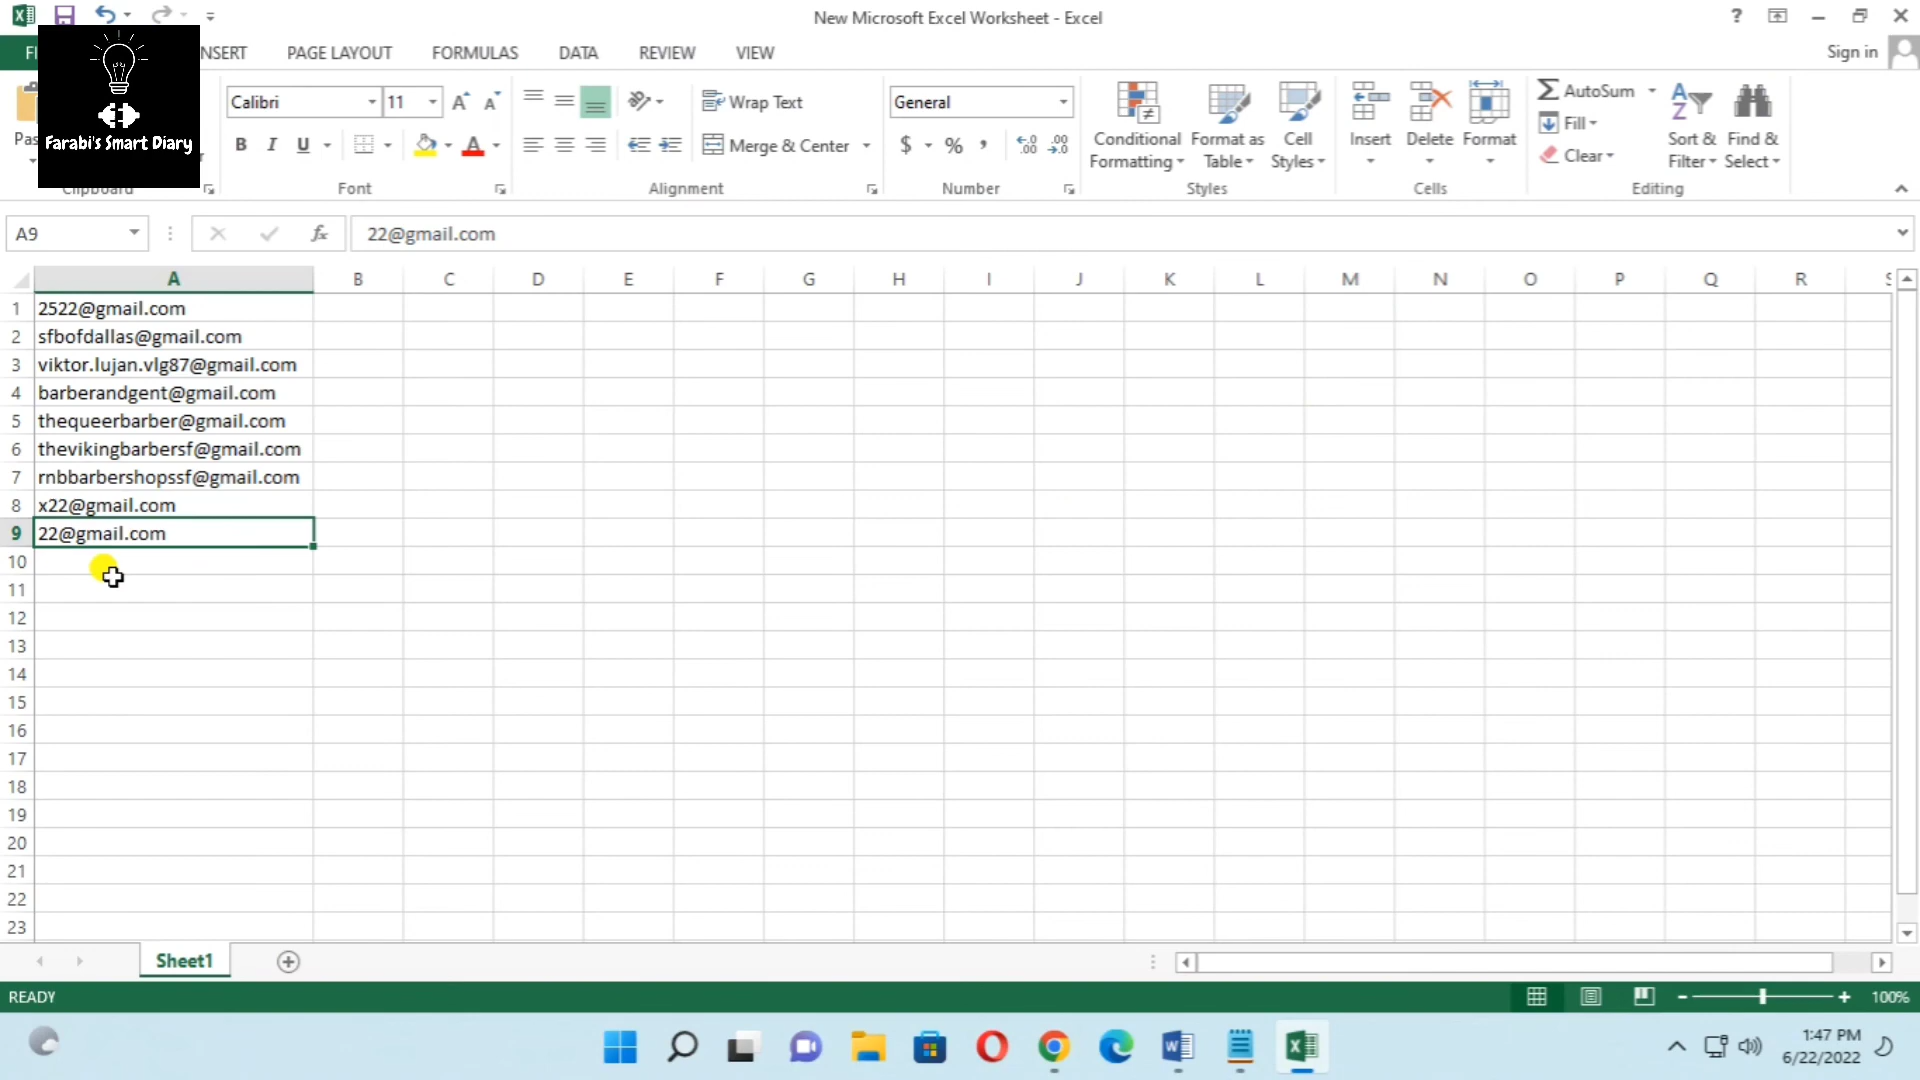 New Microsoft Excel Worksheet - Excel
?
FI
NSERT
PAGE LAYOUT
FORMULAS
DATA
REVIEW
VIEW
Sign in
Farabi's Smart Diary
Pas
Clipboard
Calibri
11
B I U
Font
Wrap Text
Merge & Center
Alignment
General
$ % ,
Number
Conditional Formatting
Format as Table
Cell Styles
Styles
Insert
Delete
Format
Cells
AutoSum
Fill
Clear
Sort & Filter
Find & Select
Editing
A9
fx
22@gmail.com
A B C D E F G H I J K L M N O P Q R S
1 2522@gmail.com
2 sfbofdallas@gmail.com
3 viktor.lujan.vlg87@gmail.com
4 barberandgent@gmail.com
5 thequeerbarber@gmail.com
6 thevikingbarbersf@gmail.com
7 rnbbarbershopssf@gmail.com
8 x22@gmail.com
9 22@gmail.com
10
11
12
13
14
15
16
17
18
19
20
21
22
23
Sheet1
READY
100%
1:47 PM
6/22/2022